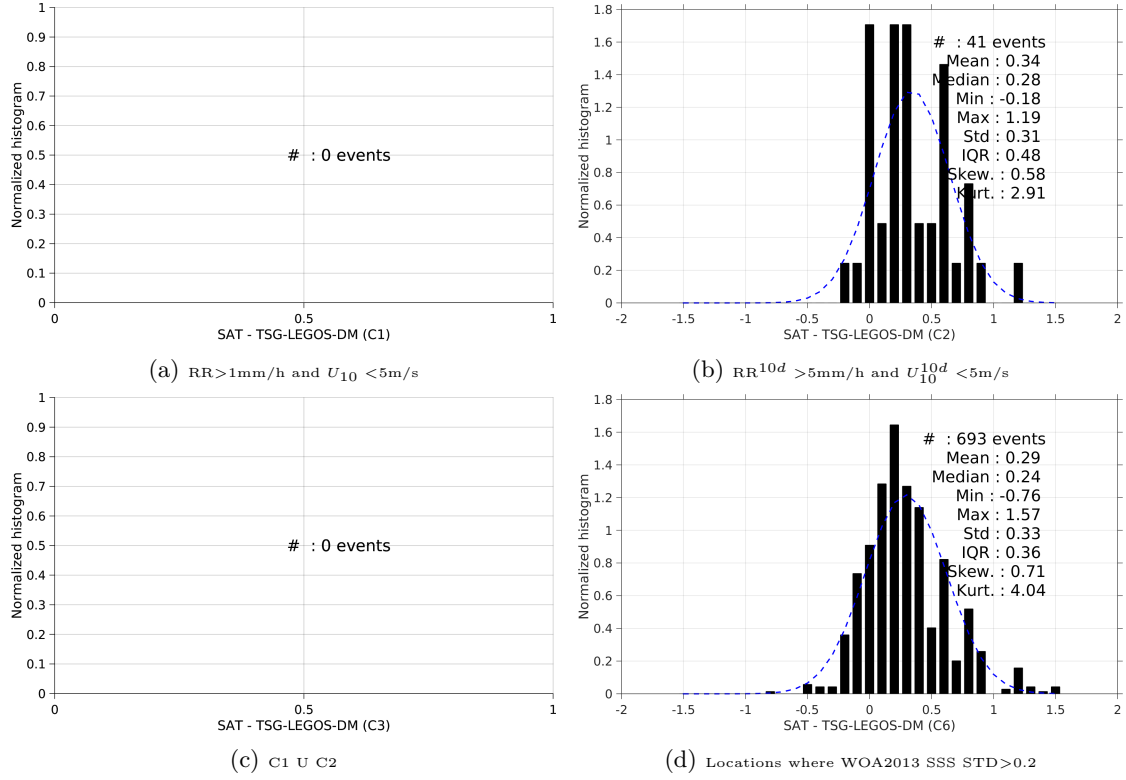 1
0.9
0.8
0.7
0.6
0.5
0.4
0.3
0.2
0.1
0
Normalized histogram
# : 0 events
0 0.5 1
SAT - TSG-LEGOS-DM (C1)
(a) RR>1mm/h and U10 <5m/s
1.8
1.6
1.4
1.2
1
0.8
0.6
0.4
0.2
0
Normalized histogram
# : 41 events
Mean : 0.34
Median : 0.28
Min : -0.18
Max : 1.19
Std : 0.31
IQR : 0.48
Skew. : 0.58
Kurt. : 2.91
-2 -1.5 -1 -0.5 0 0.5 1 1.5 2
SAT - TSG-LEGOS-DM (C2)
(b) RR^10d >5mm/h and U_10^10d <5m/s
1
0.9
0.8
0.7
0.6
0.5
0.4
0.3
0.2
0.1
0
Normalized histogram
# : 0 events
0 0.5 1
SAT - TSG-LEGOS-DM (C3)
(c) C1 U C2
1.8
1.6
1.4
1.2
1
0.8
0.6
0.4
0.2
0
Normalized histogram
# : 693 events
Mean : 0.29
Median : 0.24
Min : -0.76
Max : 1.57
Std : 0.33
IQR : 0.36
Skew. : 0.71
Kurt. : 4.04
-2 -1.5 -1 -0.5 0 0.5 1 1.5 2
SAT - TSG-LEGOS-DM (C6)
(d) Locations where WOA2013 SSS STD>0.2